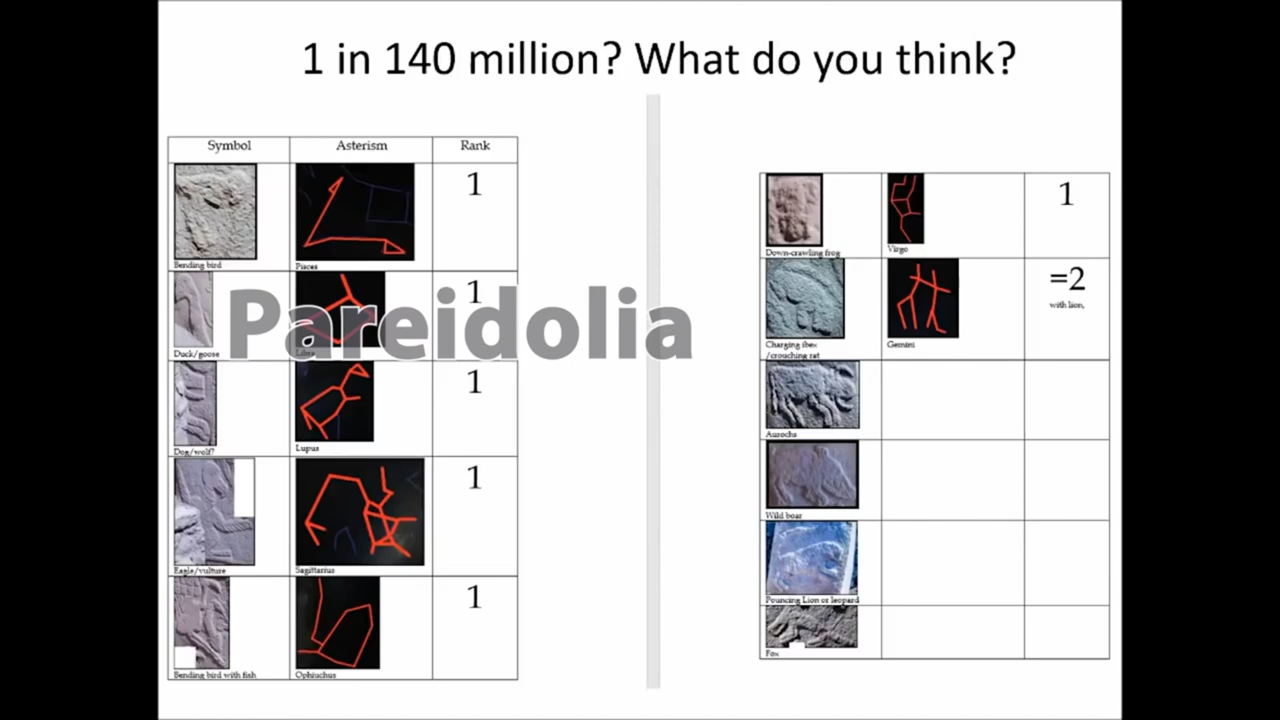 1 in 140 million? What do you think?
Symbol Asterism Rank
1
Bending bird Pisces
1
Duck/goose Libra
Pareidolia
1
Dog/wolf? Lupus
1
Eagle/vulture Sagittarius
1
Bending bird with fish Ophiuchus
1
Down-crawling frog Virgo
=2
with lion,
Charging ibex Gemini
/crouching rat
Aurochs
Wild boar
Pouncing Lion or leopard
Fox